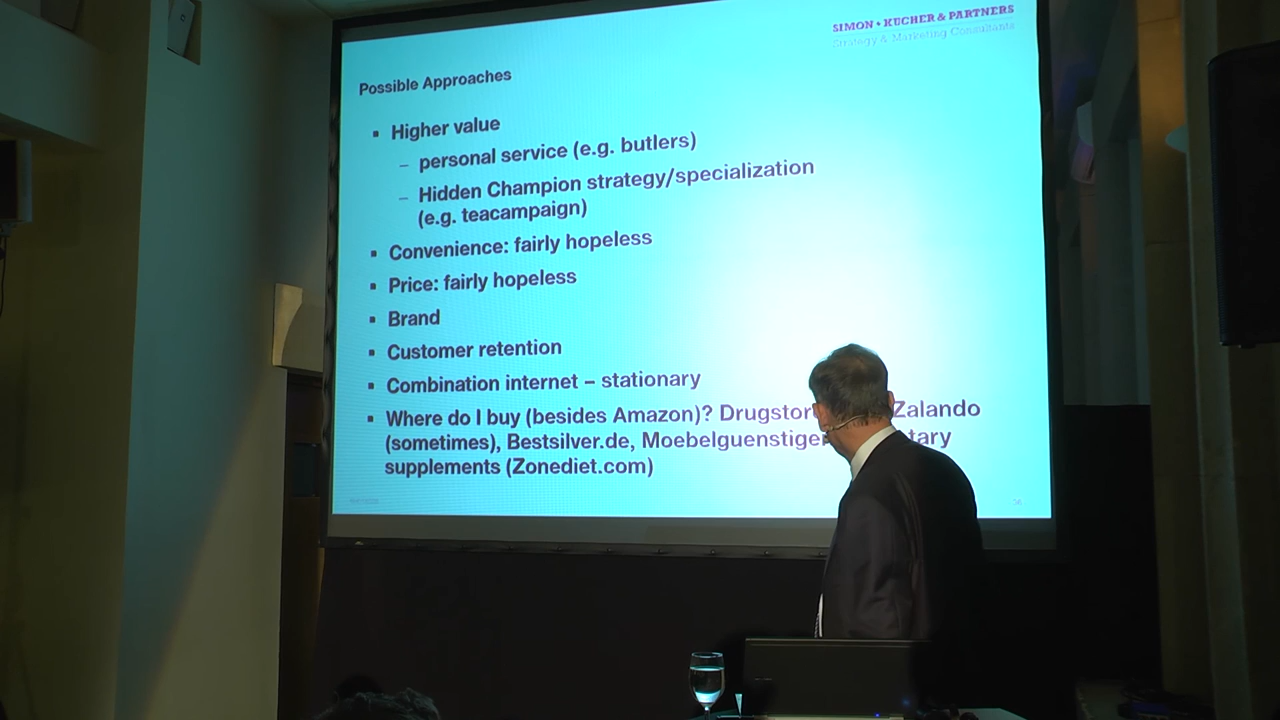 SIMON • KUCHER & PARTNERS
Strategy & Marketing Consultants
Possible Approaches
▪ Higher value
– personal service (e.g. butlers)
– Hidden Champion strategy/specialization
(e.g. teacampaign)
▪ Convenience: fairly hopeless
▪ Price: fairly hopeless
▪ Brand
▪ Customer retention
▪ Combination internet – stationary
▪ Where do I buy (besides Amazon)? Zalando
(sometimes), Bestsilver.de,
supplements (Zonediet.com)